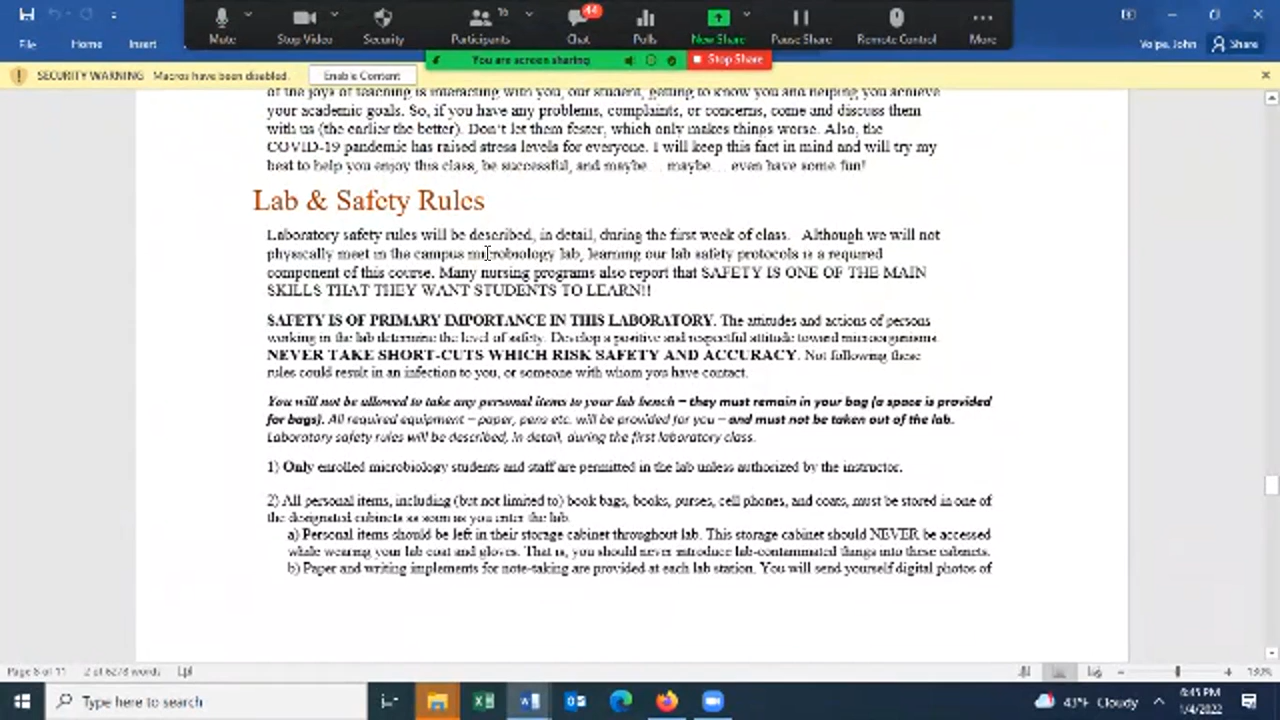 16
44
Mute
Stop Video
Security
Participants
Chat
Polls
New Share
Pause Share
Remote Control
More
File
Home
Insert
You are screen sharing
Stop Share
Volpe, John
Share
SECURITY WARNING Macros have been disabled.
Enable Content
of the joys of teaching is interacting with you, our student, getting to know you and helping you achieve
your academic goals. So, if you have any problems, complaints, or concerns, come and discuss them
with us (the earlier the better). Don't let them fester, which only makes things worse. Also, the
COVID-19 pandemic has raised stress levels for everyone. I will keep this fact in mind and will try my
best to help you enjoy this class, be successful, and maybe… maybe… even have some fun!
Lab & Safety Rules
Laboratory safety rules will be described, in detail, during the first week of class. Although we will not
physically meet in the campus microbiology lab, learning our lab safety protocols is a required
component of this course. Many nursing programs also report that SAFETY IS ONE OF THE MAIN
SKILLS THAT THEY WANT STUDENTS TO LEARN!!
SAFETY IS OF PRIMARY IMPORTANCE IN THIS LABORATORY. The attitudes and actions of persons
working in the lab determine the level of safety. Develop a positive and respectful attitude toward microorganisms.
NEVER TAKE SHORT-CUTS WHICH RISK SAFETY AND ACCURACY. Not following these
rules could result in an infection to you, or someone with whom you have contact.
You will not be allowed to take any personal items to your lab bench – they must remain in your bag (a space is provided
for bags). All required equipment – paper, pens etc. will be provided for you – and must not be taken out of the lab.
Laboratory safety rules will be described, in detail, during the first laboratory class.
1) Only enrolled microbiology students and staff are permitted in the lab unless authorized by the instructor.
2) All personal items, including (but not limited to) book bags, books, purses, cell phones, and coats, must be stored in one of
the designated cabinets as soon as you enter the lab.
a) Personal items should be left in their storage cabinet throughout lab. This storage cabinet should NEVER be accessed
while wearing your lab coat and gloves. That is, you should never introduce lab-contaminated things into these cabinets.
b) Paper and writing implements for note-taking are provided at each lab station. You will send yourself digital photos of
Page 8 of 11
2 of 6278 words
Type here to search
43°F Cloudy
6:45 PM
1/4/2022